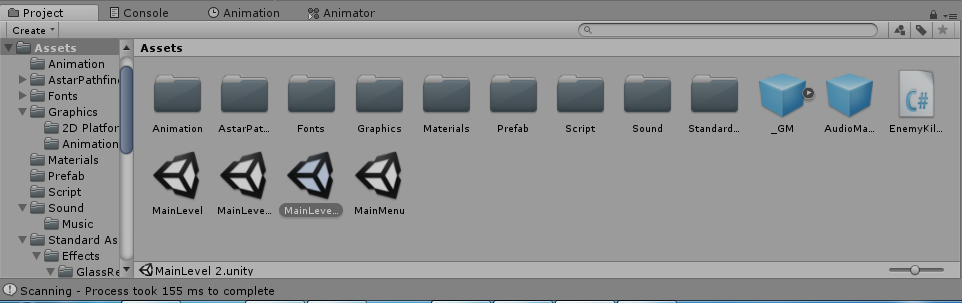 Project Console Animation Animator
Create
Assets
Animation
AstarPathfin
Fonts
Graphics
2D Platfor
Animation
Materials
Prefab
Script
Sound
Music
Standard As
Effects
GlassRe
Assets
Animation AstarPat... Fonts Graphics Materials Prefab Script Sound Standard... _GM AudioMa... EnemyKil...
C#
MainLevel MainLeve... MainLeve... MainMenu
MainLevel 2.unity
Scanning - Process took 155 ms to complete